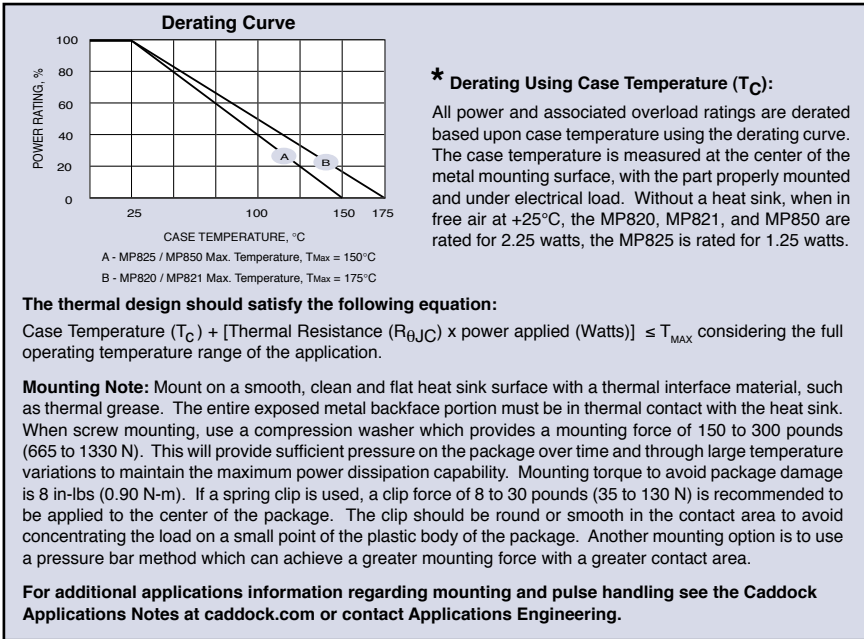 Derating Curve
POWER RATING, %
100
80
60
40
20
0
A
B
25
100
150
175
CASE TEMPERATURE, °C
A - MP825 / MP850 Max. Temperature, TMax = 150°C
B - MP820 / MP821 Max. Temperature, TMax = 175°C
* Derating Using Case Temperature (TC):
All power and associated overload ratings are derated
based upon case temperature using the derating curve.
The case temperature is measured at the center of the
metal mounting surface, with the part properly mounted
and under electrical load. Without a heat sink, when in
free air at +25°C, the MP820, MP821, and MP850 are
rated for 2.25 watts, the MP825 is rated for 1.25 watts.
The thermal design should satisfy the following equation:
Case Temperature (TC) + [Thermal Resistance (RθJC) x power applied (Watts)] ≤ TMAX considering the full
operating temperature range of the application.
Mounting Note: Mount on a smooth, clean and flat heat sink surface with a thermal interface material, such
as thermal grease. The entire exposed metal backface portion must be in thermal contact with the heat sink.
When screw mounting, use a compression washer which provides a mounting force of 150 to 300 pounds
(665 to 1330 N). This will provide sufficient pressure on the package over time and through large temperature
variations to maintain the maximum power dissipation capability. Mounting torque to avoid package damage
is 8 in-lbs (0.90 N-m). If a spring clip is used, a clip force of 8 to 30 pounds (35 to 130 N) is recommended to
be applied to the center of the package. The clip should be round or smooth in the contact area to avoid
concentrating the load on a small point of the plastic body of the package. Another mounting option is to use
a pressure bar method which can achieve a greater mounting force with a greater contact area.
For additional applications information regarding mounting and pulse handling see the Caddock
Applications Notes at caddock.com or contact Applications Engineering.